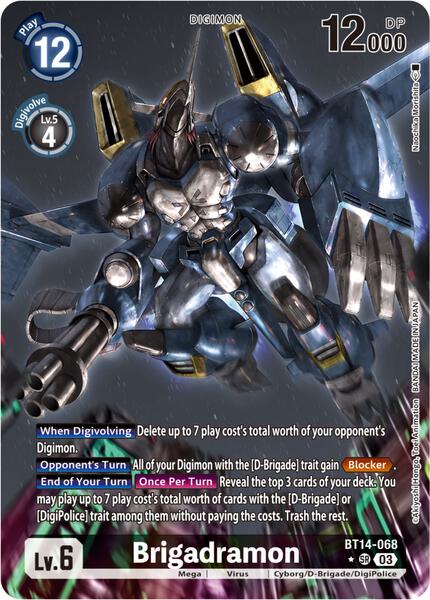 Play
12
DIGIMON
12000
DP
Digivolve
Lv.5
4
Naochika Morishita
When Digivolving Delete up to 7 play cost's total worth of your opponent's
Digimon.
Opponent's Turn All of your Digimon with the [D-Brigade] trait gain Blocker.
End of Your Turn Once Per Turn Reveal the top 3 cards of your deck. You
may play up to 7 play cost's total worth of cards with the [D-Brigade] or
[DigiPolice] trait among them without paying the costs. Trash the rest.
©Akiyoshi Hongo, Toei Animation BANDAI MADE IN JAPAN
Lv.6
Brigadramon
BT14-068
SR 03
Mega Virus Cyborg/D-Brigade/DigiPolice